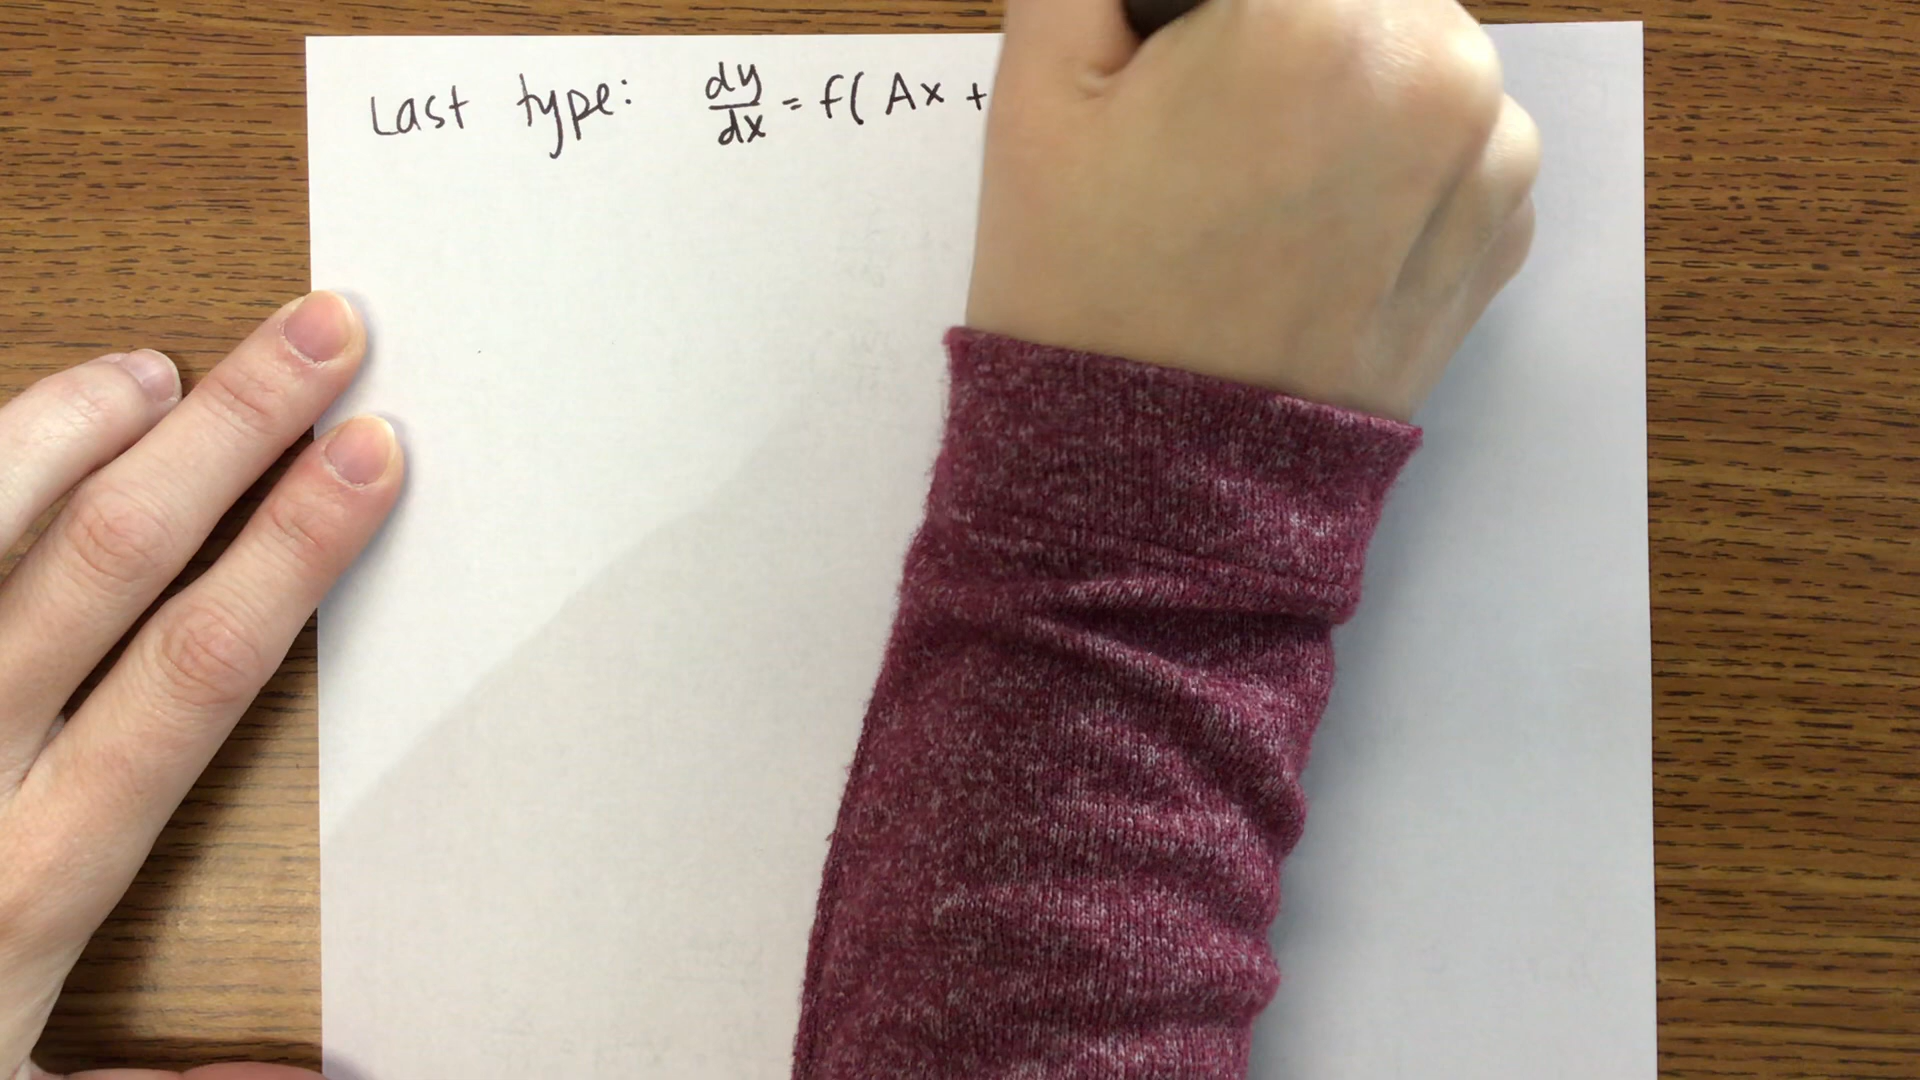 Last type: dy/dx = f( Ax +